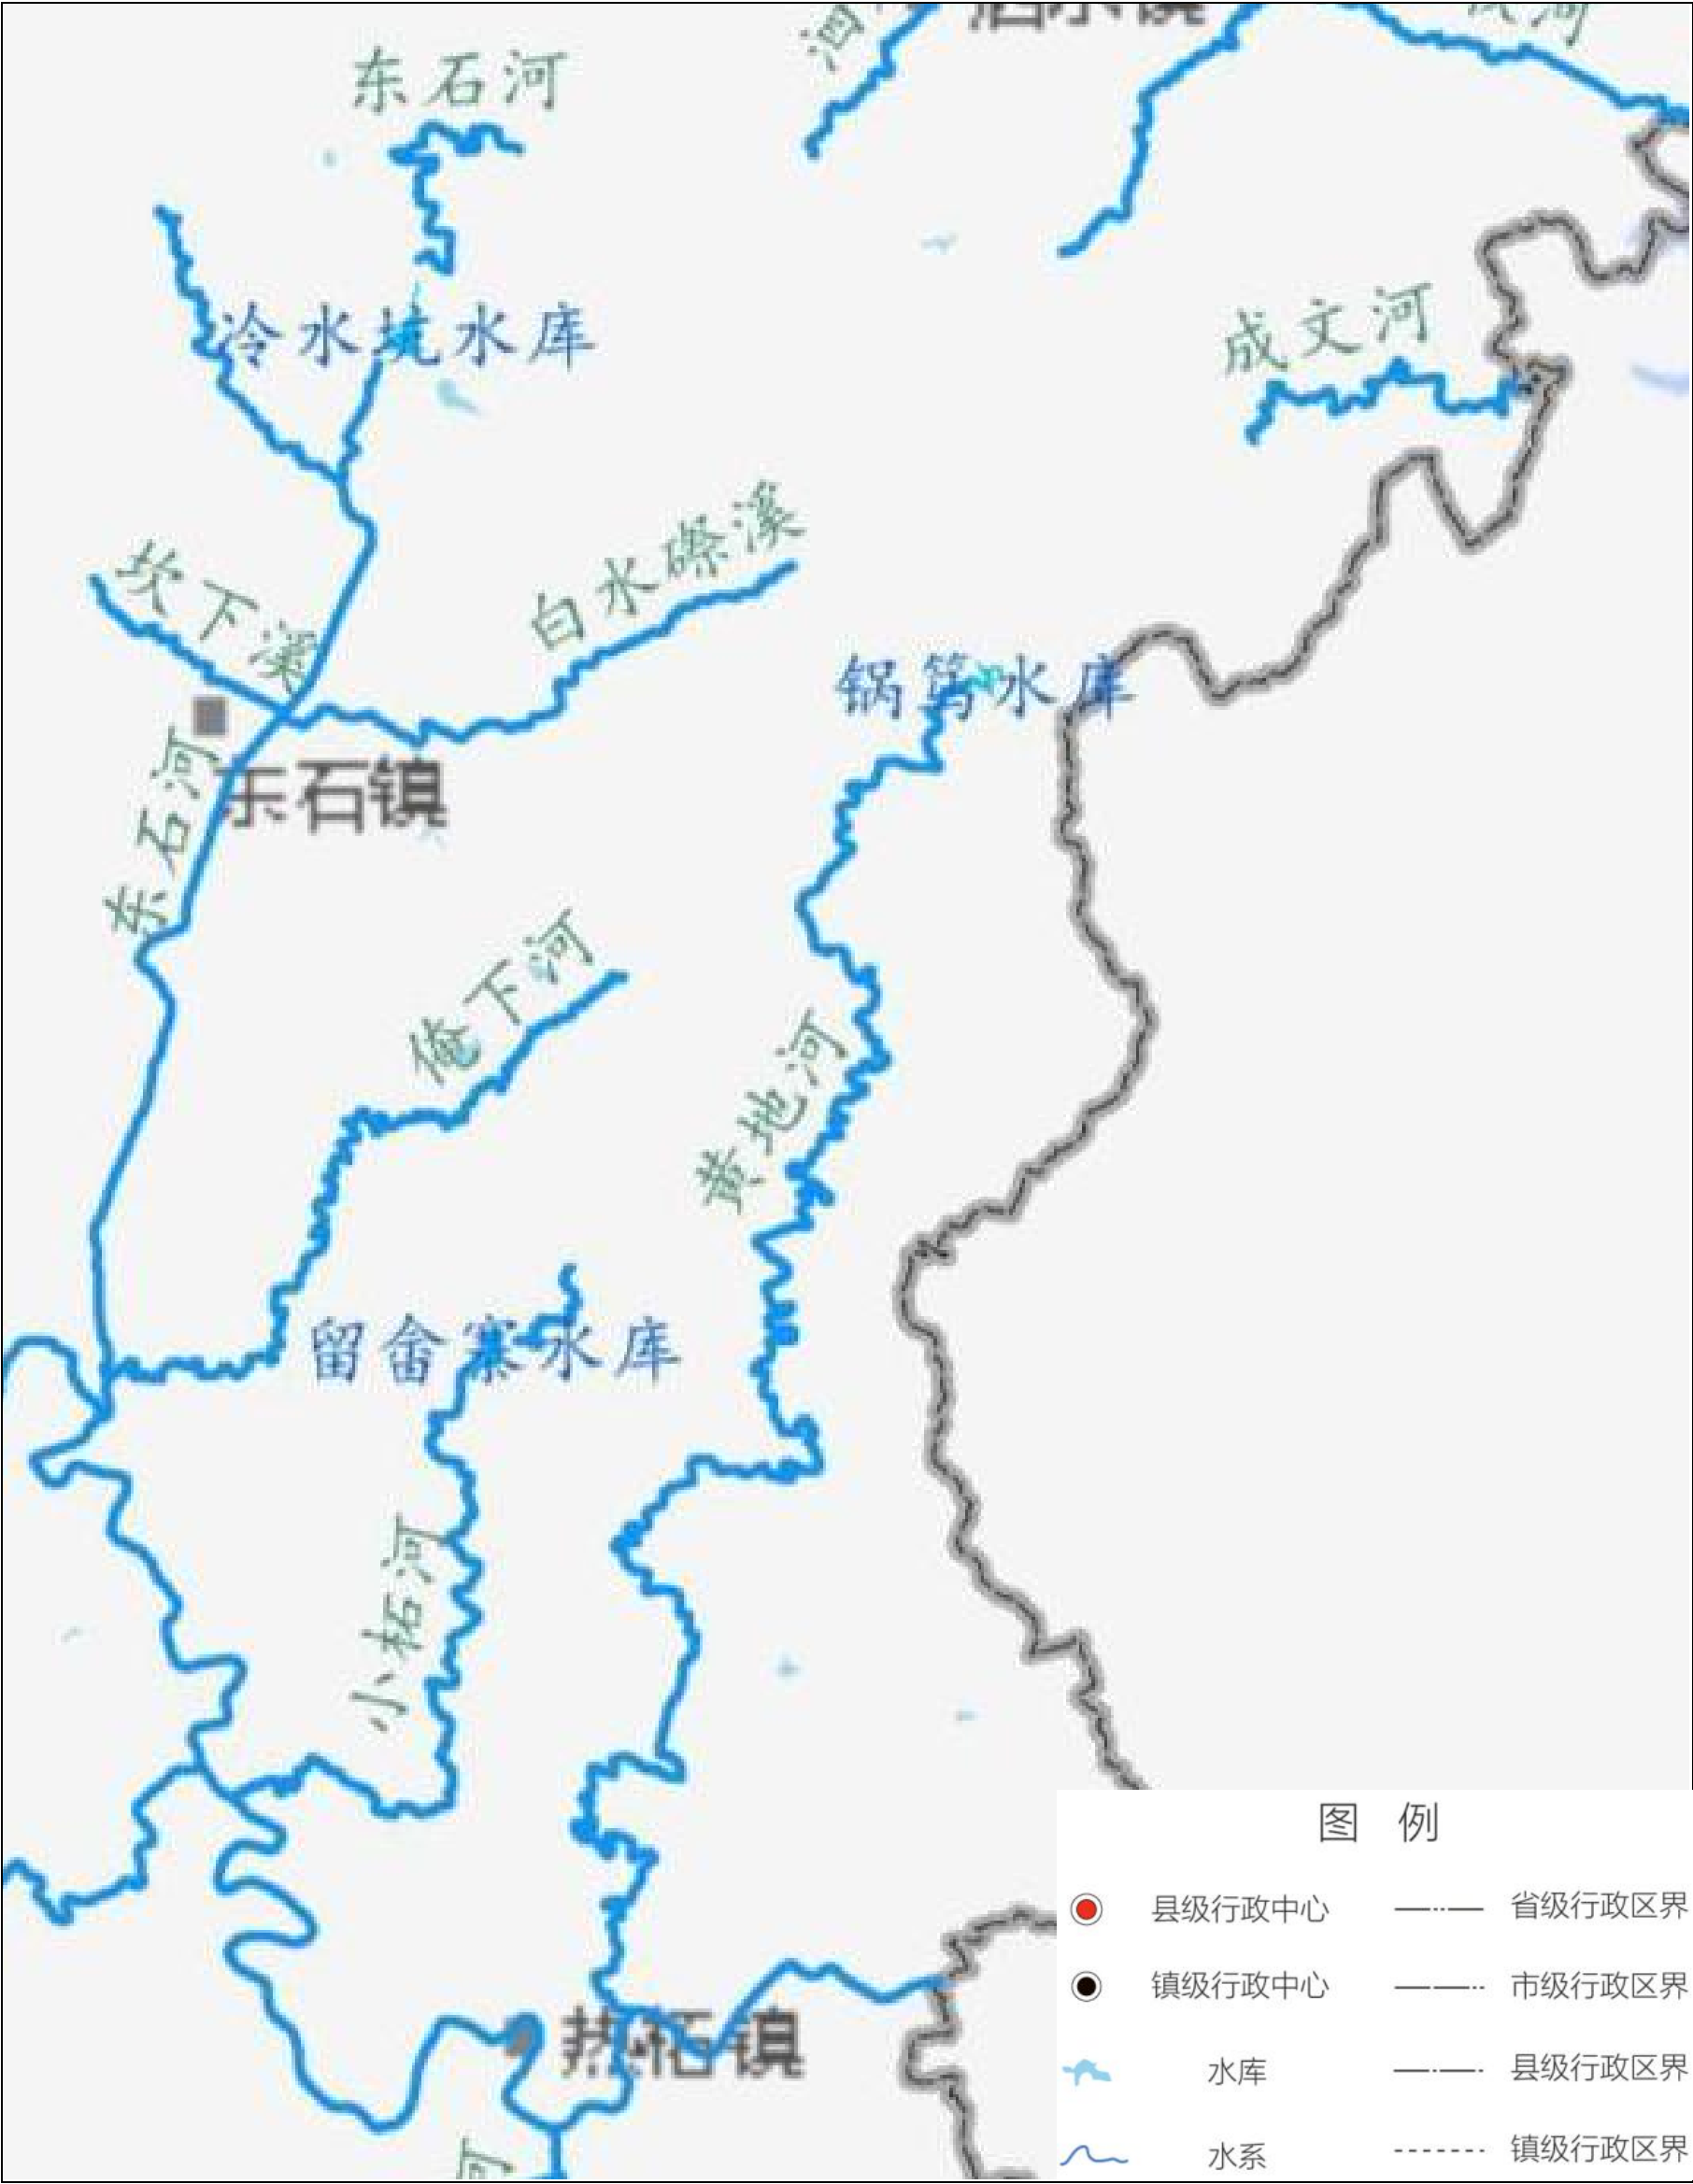 东石河
成文河
冷水坑水库
坎下溪
白水磜溪
锅笃水库
东石河
东石镇
俺下河
黄地河
留畲寨水库
小柘河
热柘镇
河
图 例
县级行政中心 省级行政区界
镇级行政中心 市级行政区界
水库 县级行政区界
水系 镇级行政区界